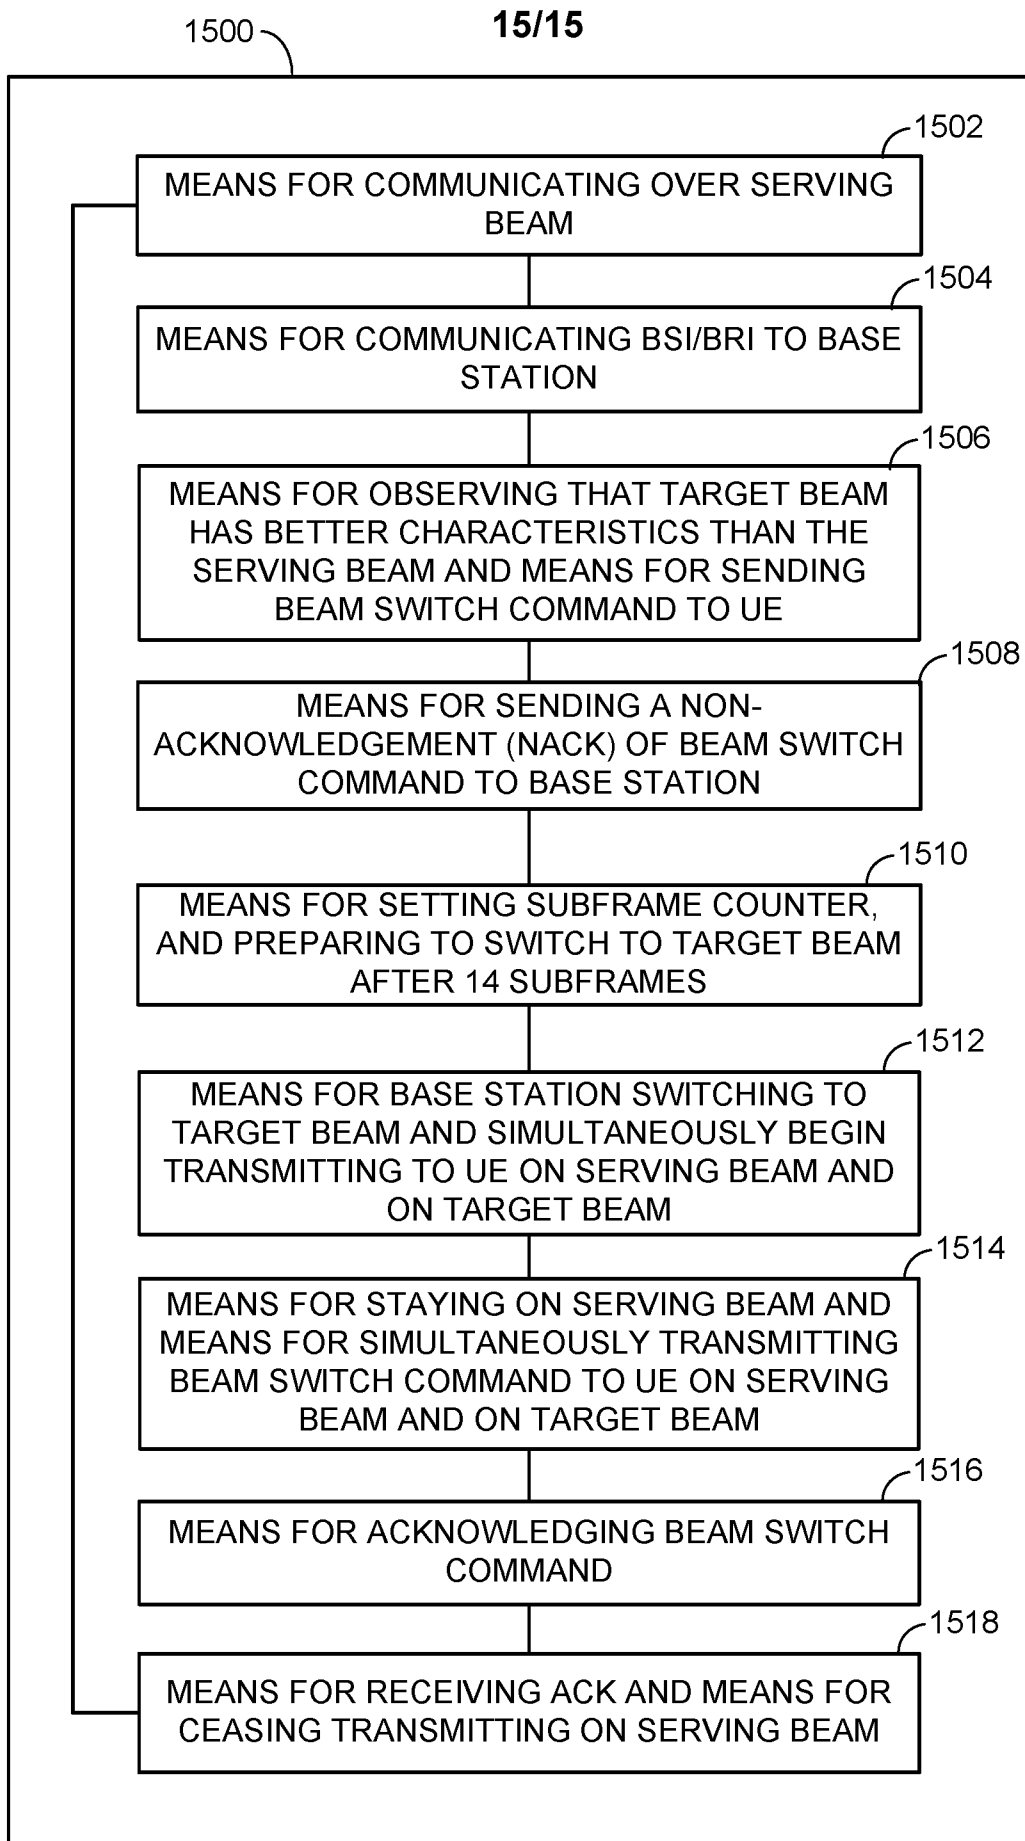 15/15
1500
1502
MEANS FOR COMMUNICATING OVER SERVING
BEAM
1504
MEANS FOR COMMUNICATING BSI/BRI TO BASE
STATION
1506
MEANS FOR OBSERVING THAT TARGET BEAM
HAS BETTER CHARACTERISTICS THAN THE
SERVING BEAM AND MEANS FOR SENDING
BEAM SWITCH COMMAND TO UE
1508
MEANS FOR SENDING A NON-
ACKNOWLEDGEMENT (NACK) OF BEAM SWITCH
COMMAND TO BASE STATION
1510
MEANS FOR SETTING SUBFRAME COUNTER,
AND PREPARING TO SWITCH TO TARGET BEAM
AFTER 14 SUBFRAMES
1512
MEANS FOR BASE STATION SWITCHING TO
TARGET BEAM AND SIMULTANEOUSLY BEGIN
TRANSMITTING TO UE ON SERVING BEAM AND
ON TARGET BEAM
1514
MEANS FOR STAYING ON SERVING BEAM AND
MEANS FOR SIMULTANEOUSLY TRANSMITTING
BEAM SWITCH COMMAND TO UE ON SERVING
BEAM AND ON TARGET BEAM
1516
MEANS FOR ACKNOWLEDGING BEAM SWITCH
COMMAND
1518
MEANS FOR RECEIVING ACK AND MEANS FOR
CEASING TRANSMITTING ON SERVING BEAM